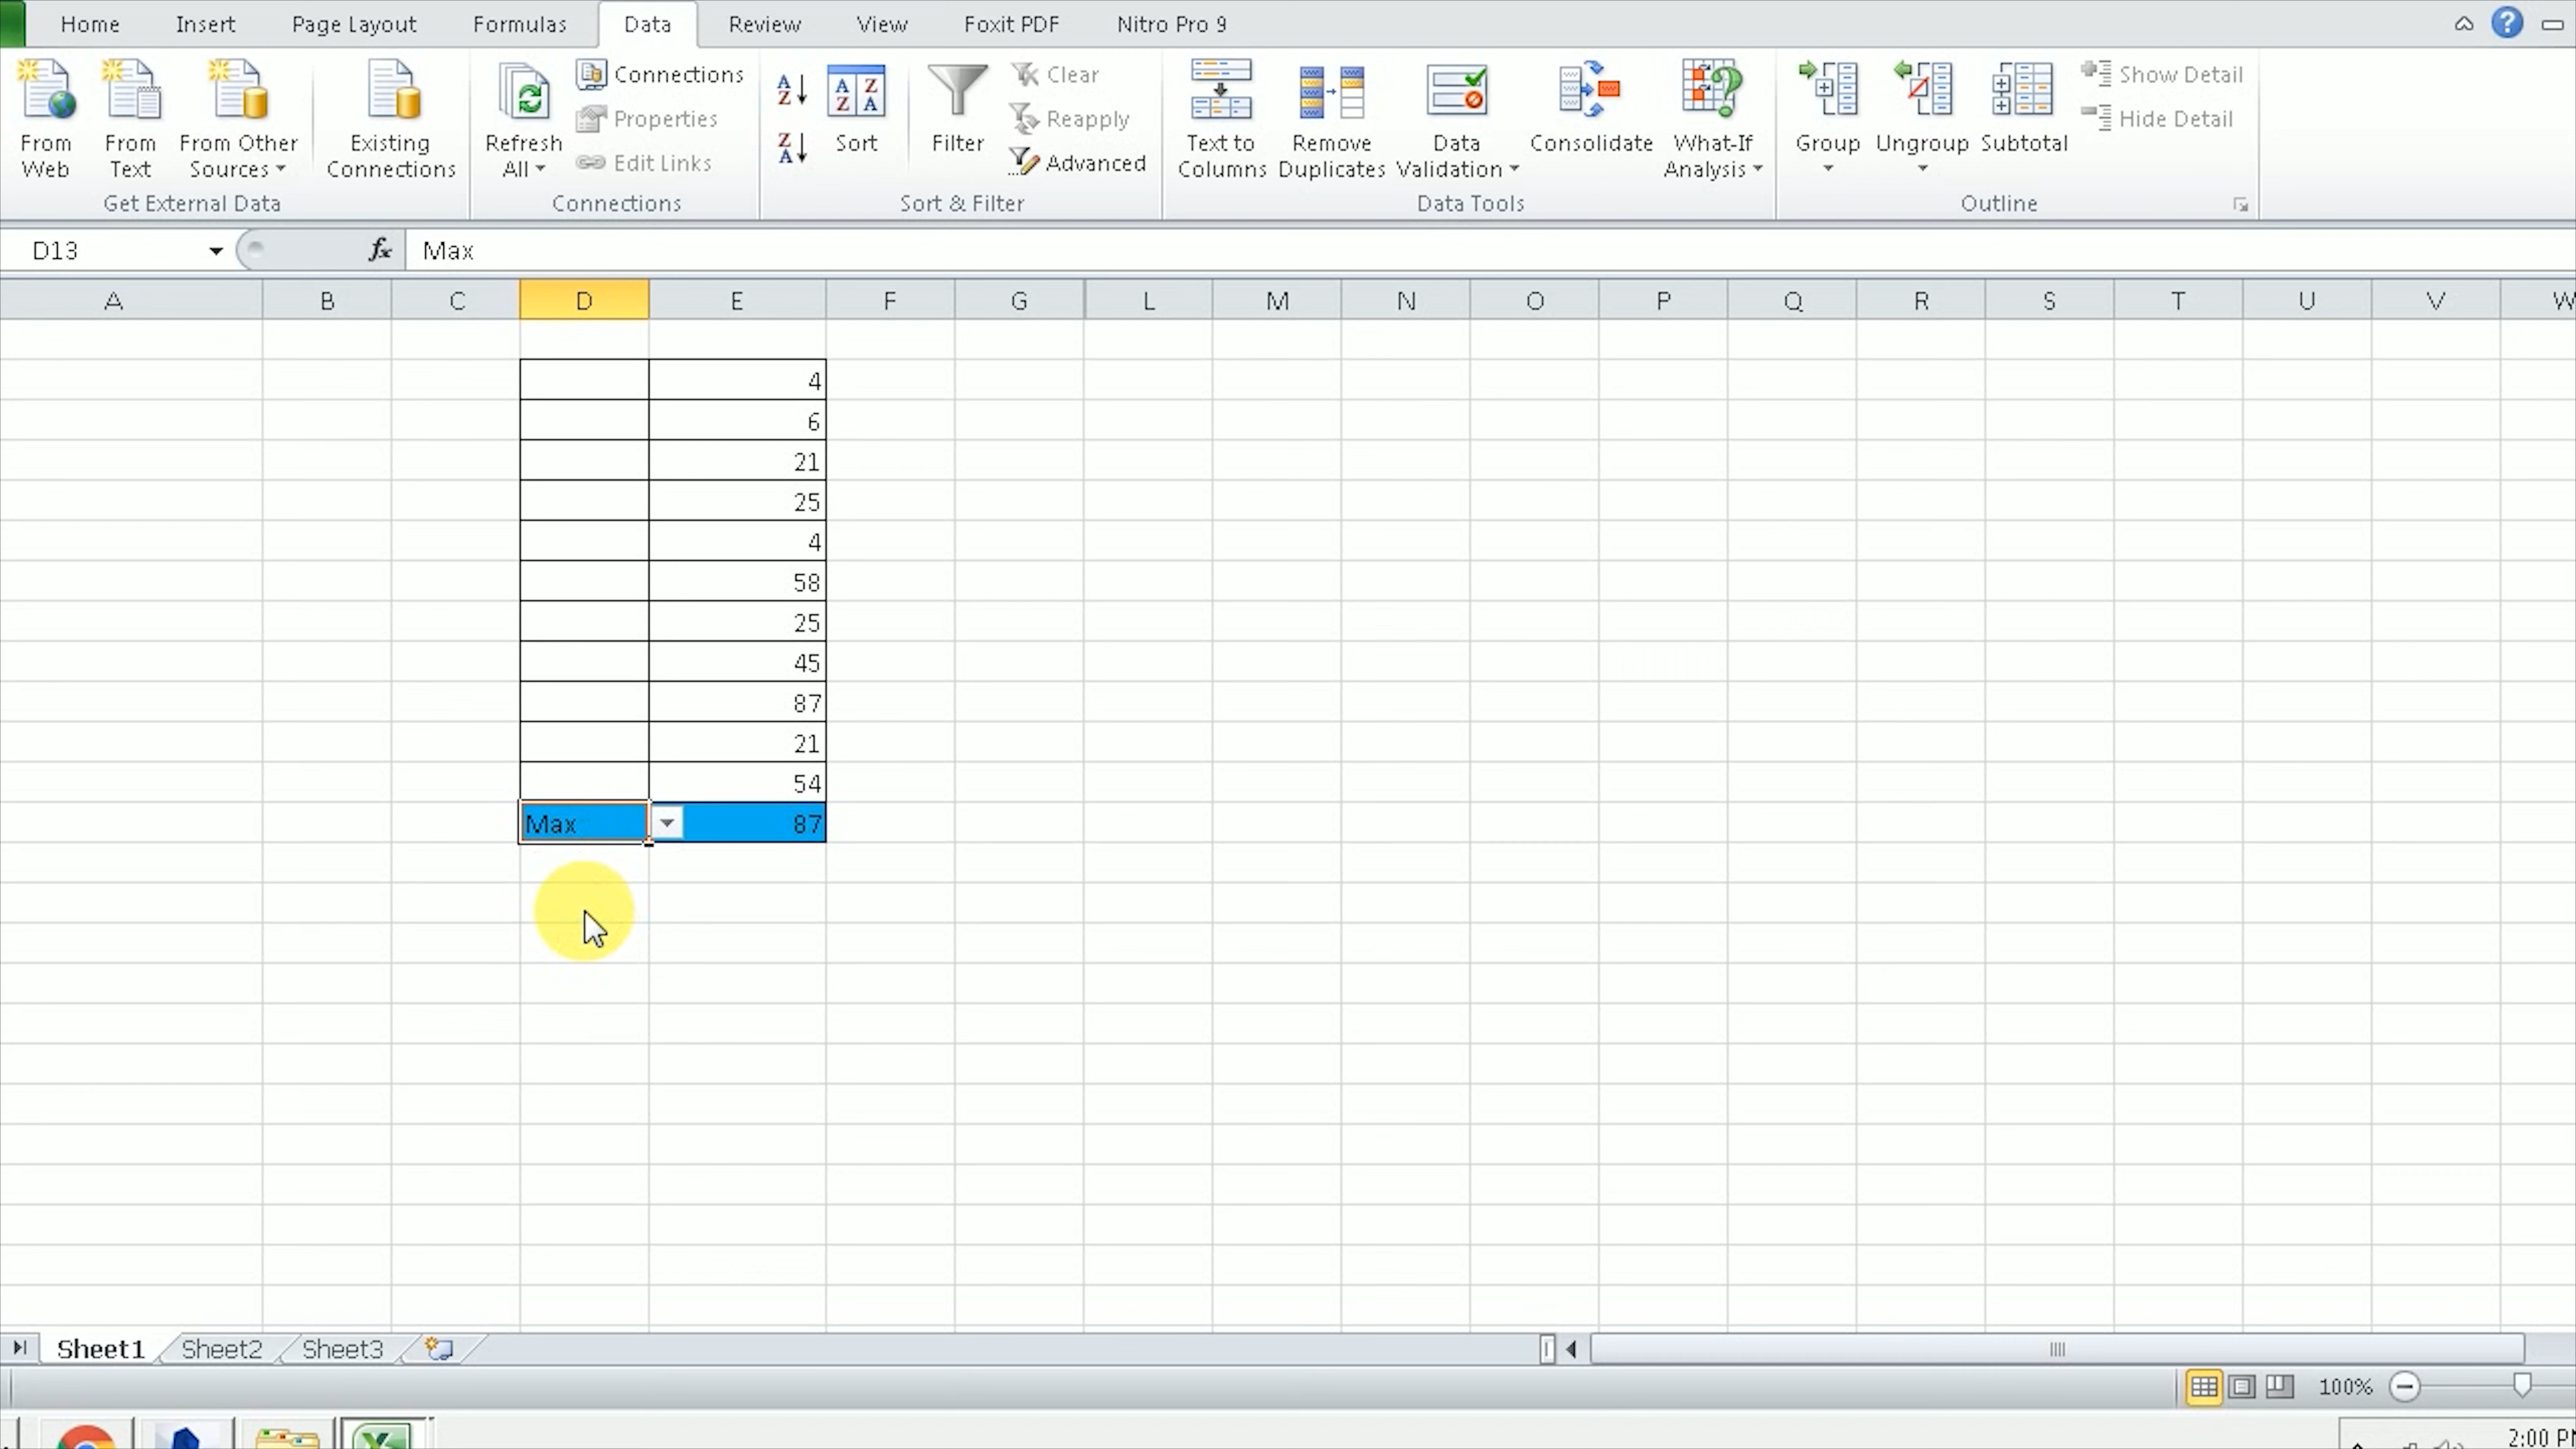 Home Insert Page Layout Formulas Data Review View Foxit PDF Nitro Pro 9
From Web
From Text
From Other Sources
Existing Connections
Get External Data
Refresh All
Connections
Properties
Edit Links
Connections
Sort
Filter
Clear
Reapply
Advanced
Sort & Filter
Text to Columns
Remove Duplicates
Data Validation
Consolidate
What-If Analysis
Data Tools
Group
Ungroup
Subtotal
Show Detail
Hide Detail
Outline
D13 fx Max
A B C D E F G L M N O P Q R S T U V W
4
6
21
25
4
58
25
45
87
21
54
Max 87
Sheet1 Sheet2 Sheet3
100%
2:00